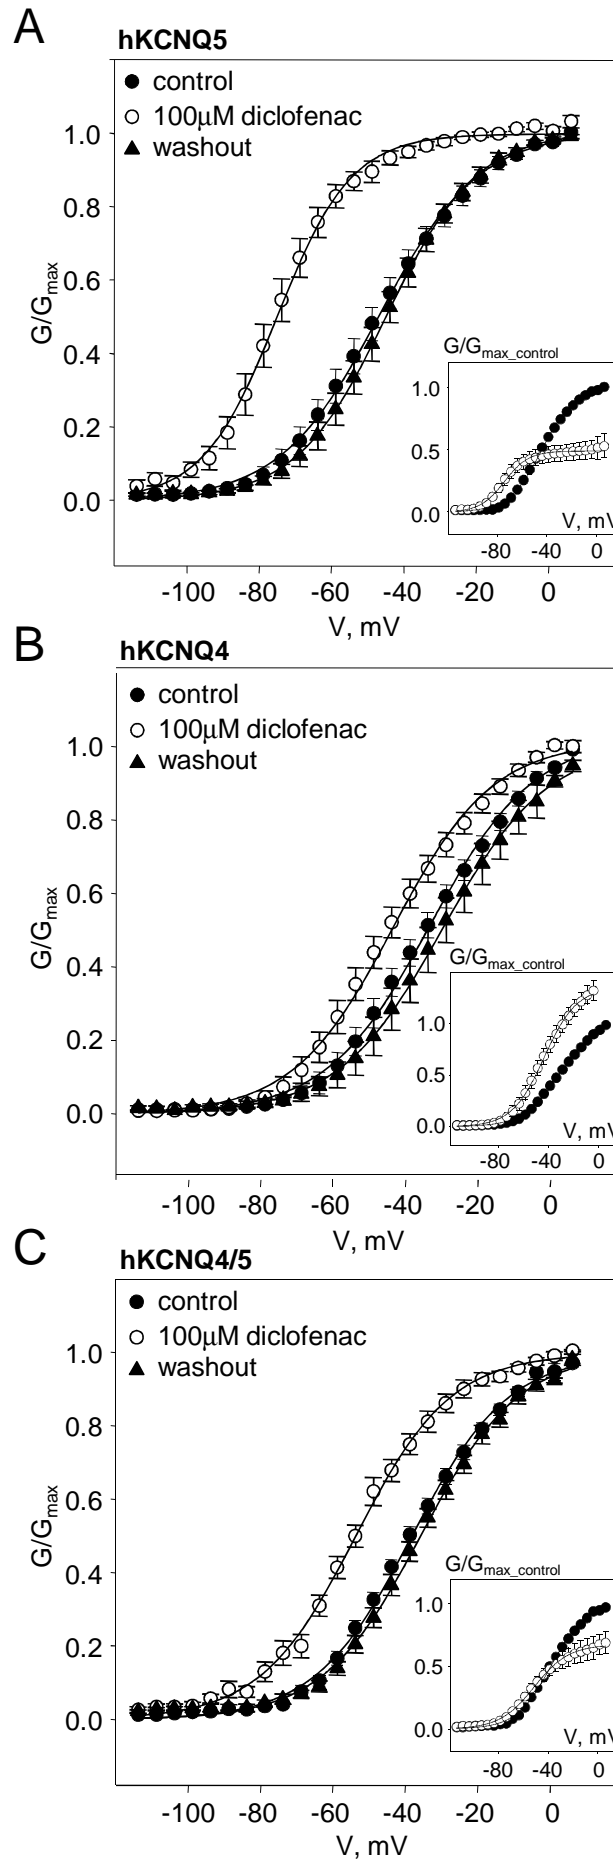 A
hKCNQ5
control
100μM diclofenac
washout
1.0
0.8
0.6
0.4
0.2
0.0
G/Gmax
-100 -80 -60 -40 -20 0
V, mV
G/Gmax_control
1.0
0.5
0.0
V, mV
-80 -40 0
B
hKCNQ4
control
100μM diclofenac
washout
1.0
0.8
0.6
0.4
0.2
0.0
G/Gmax
-100 -80 -60 -40 -20 0
V, mV
G/Gmax_control
1.0
0.5
0.0
V, mV
-80 -40 0
C
hKCNQ4/5
control
100μM diclofenac
washout
1.0
0.8
0.6
0.4
0.2
0.0
G/Gmax
-100 -80 -60 -40 -20 0
V, mV
G/Gmax_control
1.0
0.5
0.0
V, mV
-80 -40 0